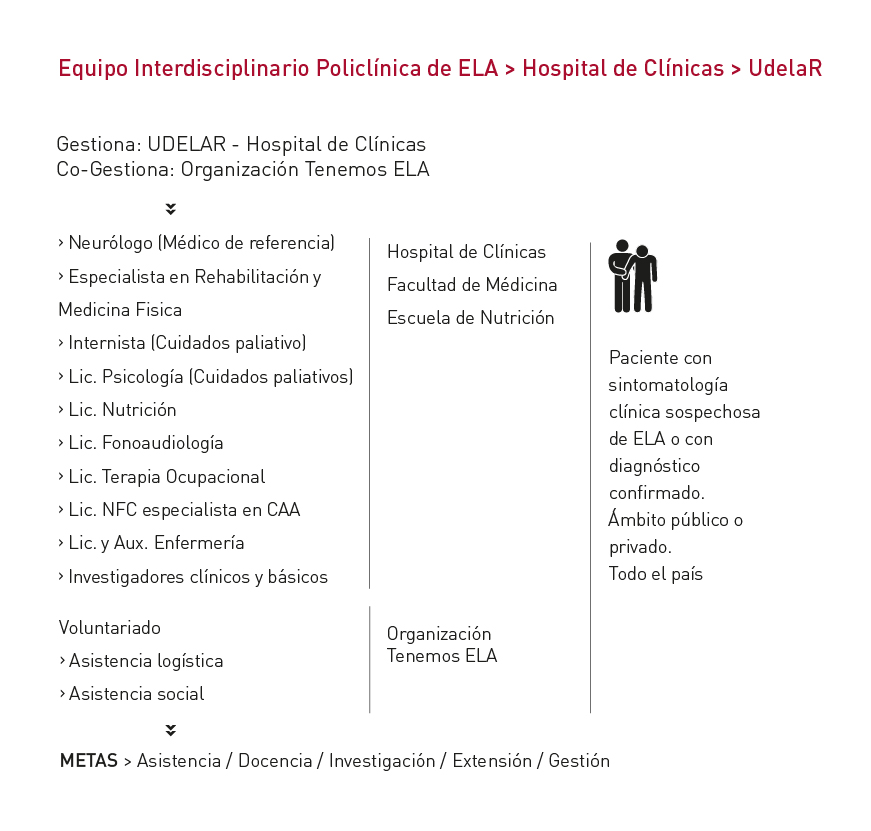 Equipo Interdisciplinario Policlínica de ELA > Hospital de Clínicas > UdelaR
Gestiona: UDELAR - Hospital de Clínicas
Co-Gestiona: Organización Tenemos ELA
> Neurólogo (Médico de referencia)
> Especialista en Rehabilitación y
Medicina Fisica
> Internista (Cuidados paliativo)
> Lic. Psicología (Cuidados paliativos)
> Lic. Nutrición
> Lic. Fonoaudiología
> Lic. Terapia Ocupacional
> Lic. NFC especialista en CAA
> Lic. y Aux. Enfermería
> Investigadores clínicos y básicos
Hospital de Clínicas
Facultad de Médicina
Escuela de Nutrición
Paciente con
sintomatología
clínica sospechosa
de ELA o con
diagnóstico
confirmado.
Ámbito público o
privado.
Todo el país
Voluntariado
> Asistencia logística
> Asistencia social
Organización
Tenemos ELA
METAS > Asistencia / Docencia / Investigación / Extensión / Gestión